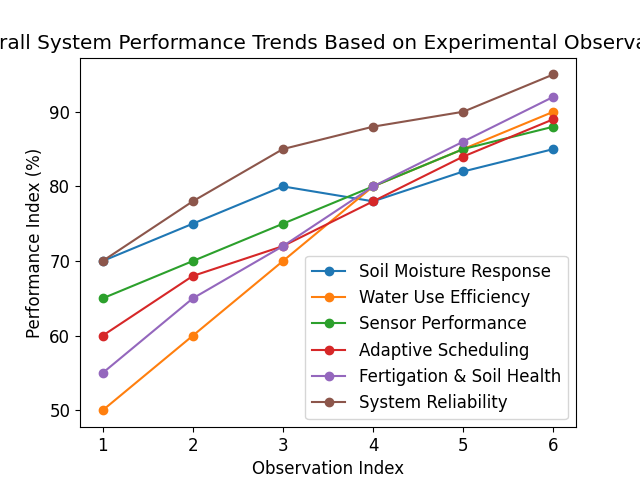 rall System Performance Trends Based on Experimental Observa
Performance Index (%)
90
80
70
60
50
Soil Moisture Response
Water Use Efficiency
Sensor Performance
Adaptive Scheduling
Fertigation & Soil Health
System Reliability
1 2 3 4 5 6
Observation Index